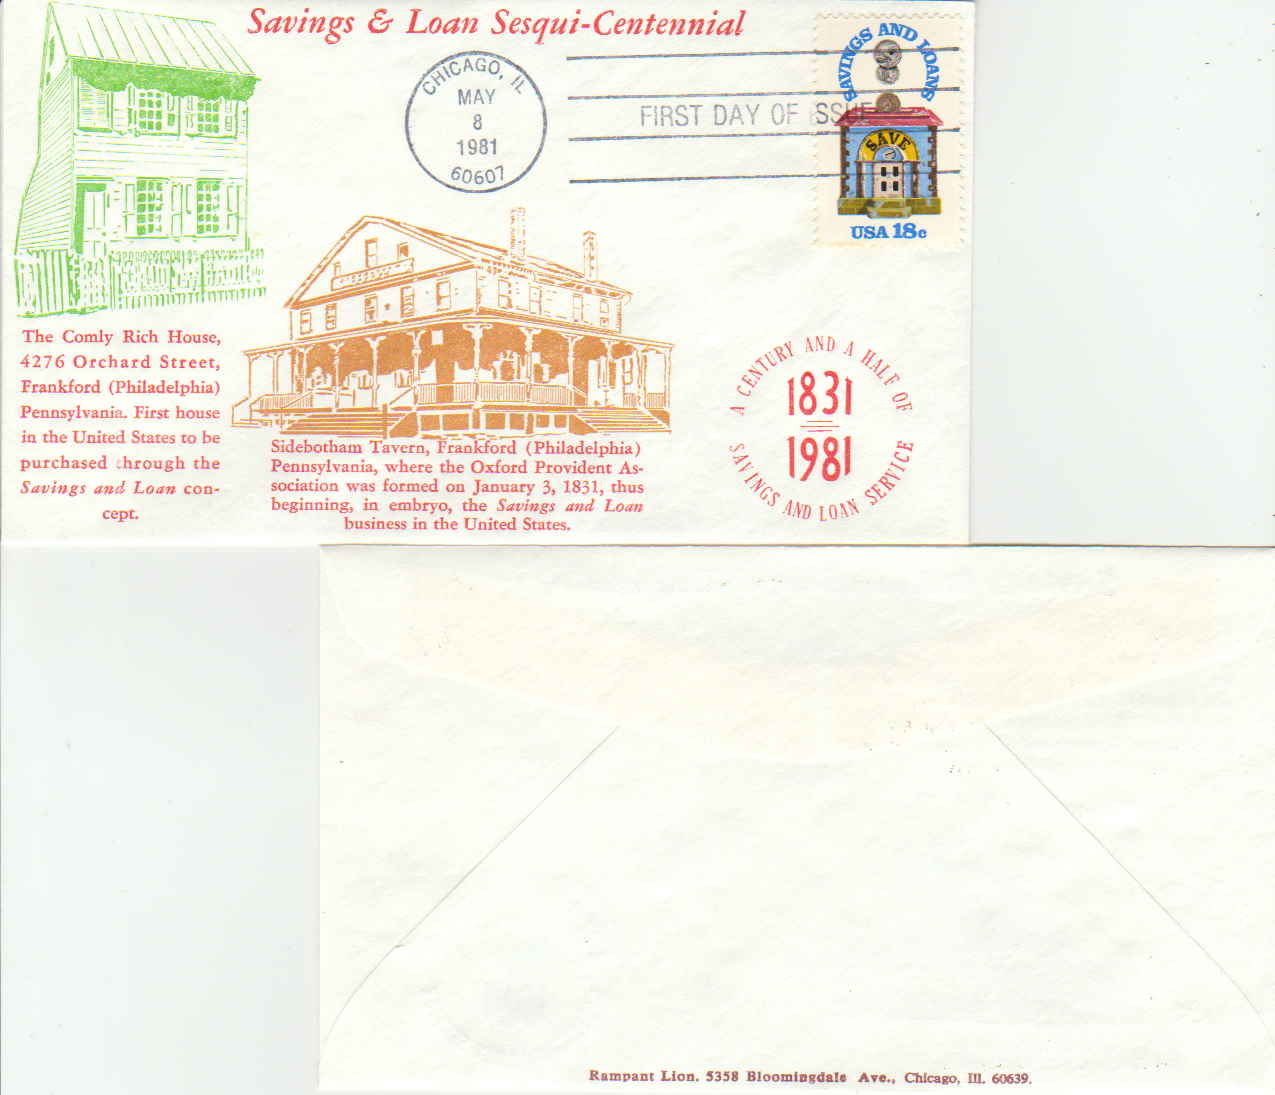 Savings & Loan Sesqui-Centennial
CHICAGO, IL
MAY
8
1981
60607
FIRST DAY OF ISSUE
SAVINGS AND LOANS
SAVE
USA 18c
The Comly Rich House,
4276 Orchard Street,
Frankford (Philadelphia)
Pennsylvania. First house
in the United States to be
purchased through the
Savings and Loan con-
cept.
Sidebotham Tavern, Frankford (Philadelphia)
Pennsylvania, where the Oxford Provident As-
sociation was formed on January 3, 1831, thus
beginning, in embryo, the Savings and Loan
business in the United States.
A CENTURY AND A HALF OF
1831
1981
SAVINGS AND LOAN SERVICE
Rampant Lion. 5358 Bloomingdale Ave., Chicago, Ill. 60639.